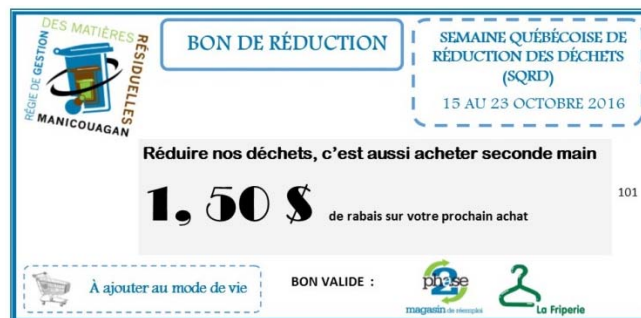 RÉGIE DE GESTION DES MATIÈRES RÉSIDUELLES
MANICOUAGAN
BON DE RÉDUCTION
SEMAINE QUÉBÉCOISE DE
RÉDUCTION DES DÉCHETS
(SQRD)
15 AU 23 OCTOBRE 2016
Réduire nos déchets, c'est aussi acheter seconde main
1, 50 $ de rabais sur votre prochain achat
101
À ajouter au mode de vie
BON VALIDE :
phase
2
magasin de réemploi
La Friperie